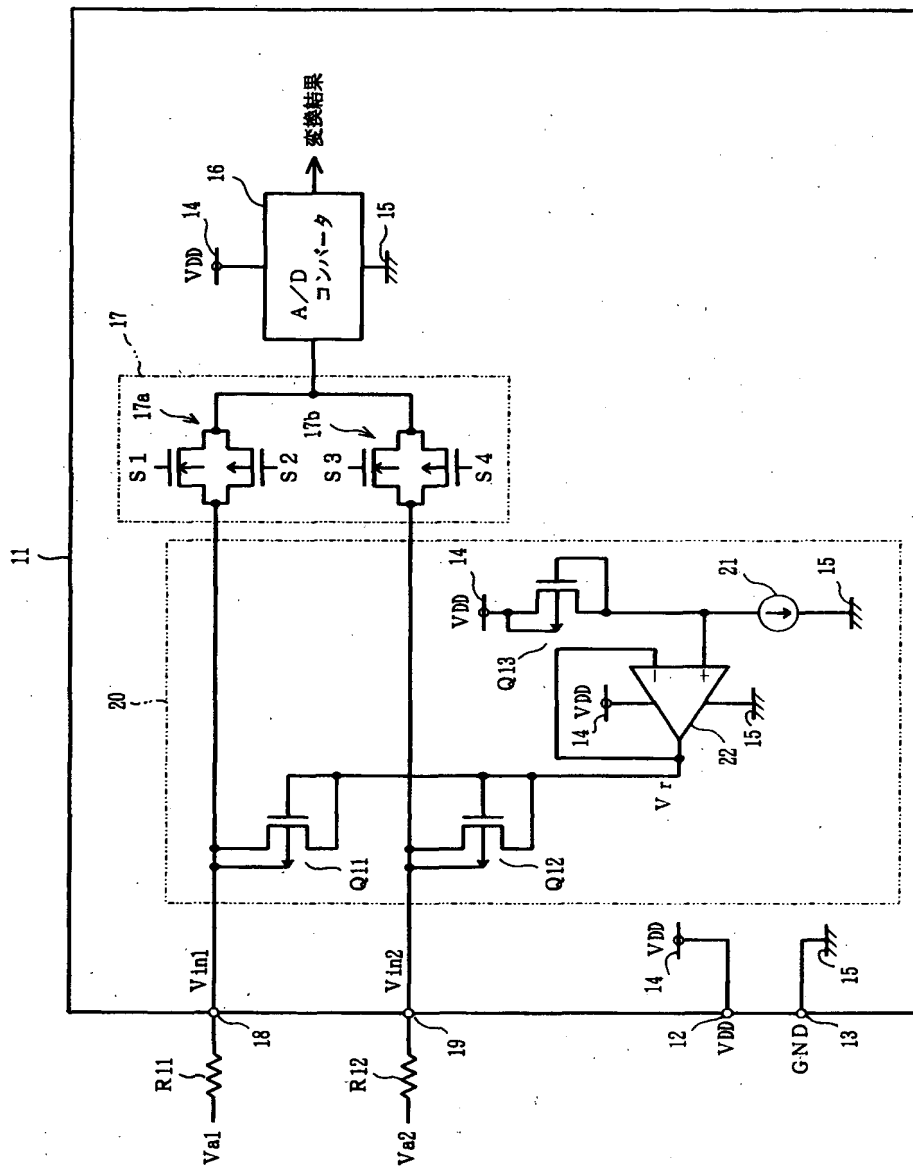 11
17
17a
S1
S2
17b
S3
S4
16
14
VDD
A/D
コンバータ
変換結果
15
20
Vin1
18
R11
Va1
Q11
Vin2
19
R12
Va2
Q12
14
VDD
Q13
21
15
14
VDD
−
+
15
22
Vr
14
VDD
12
VDD
15
GND
13